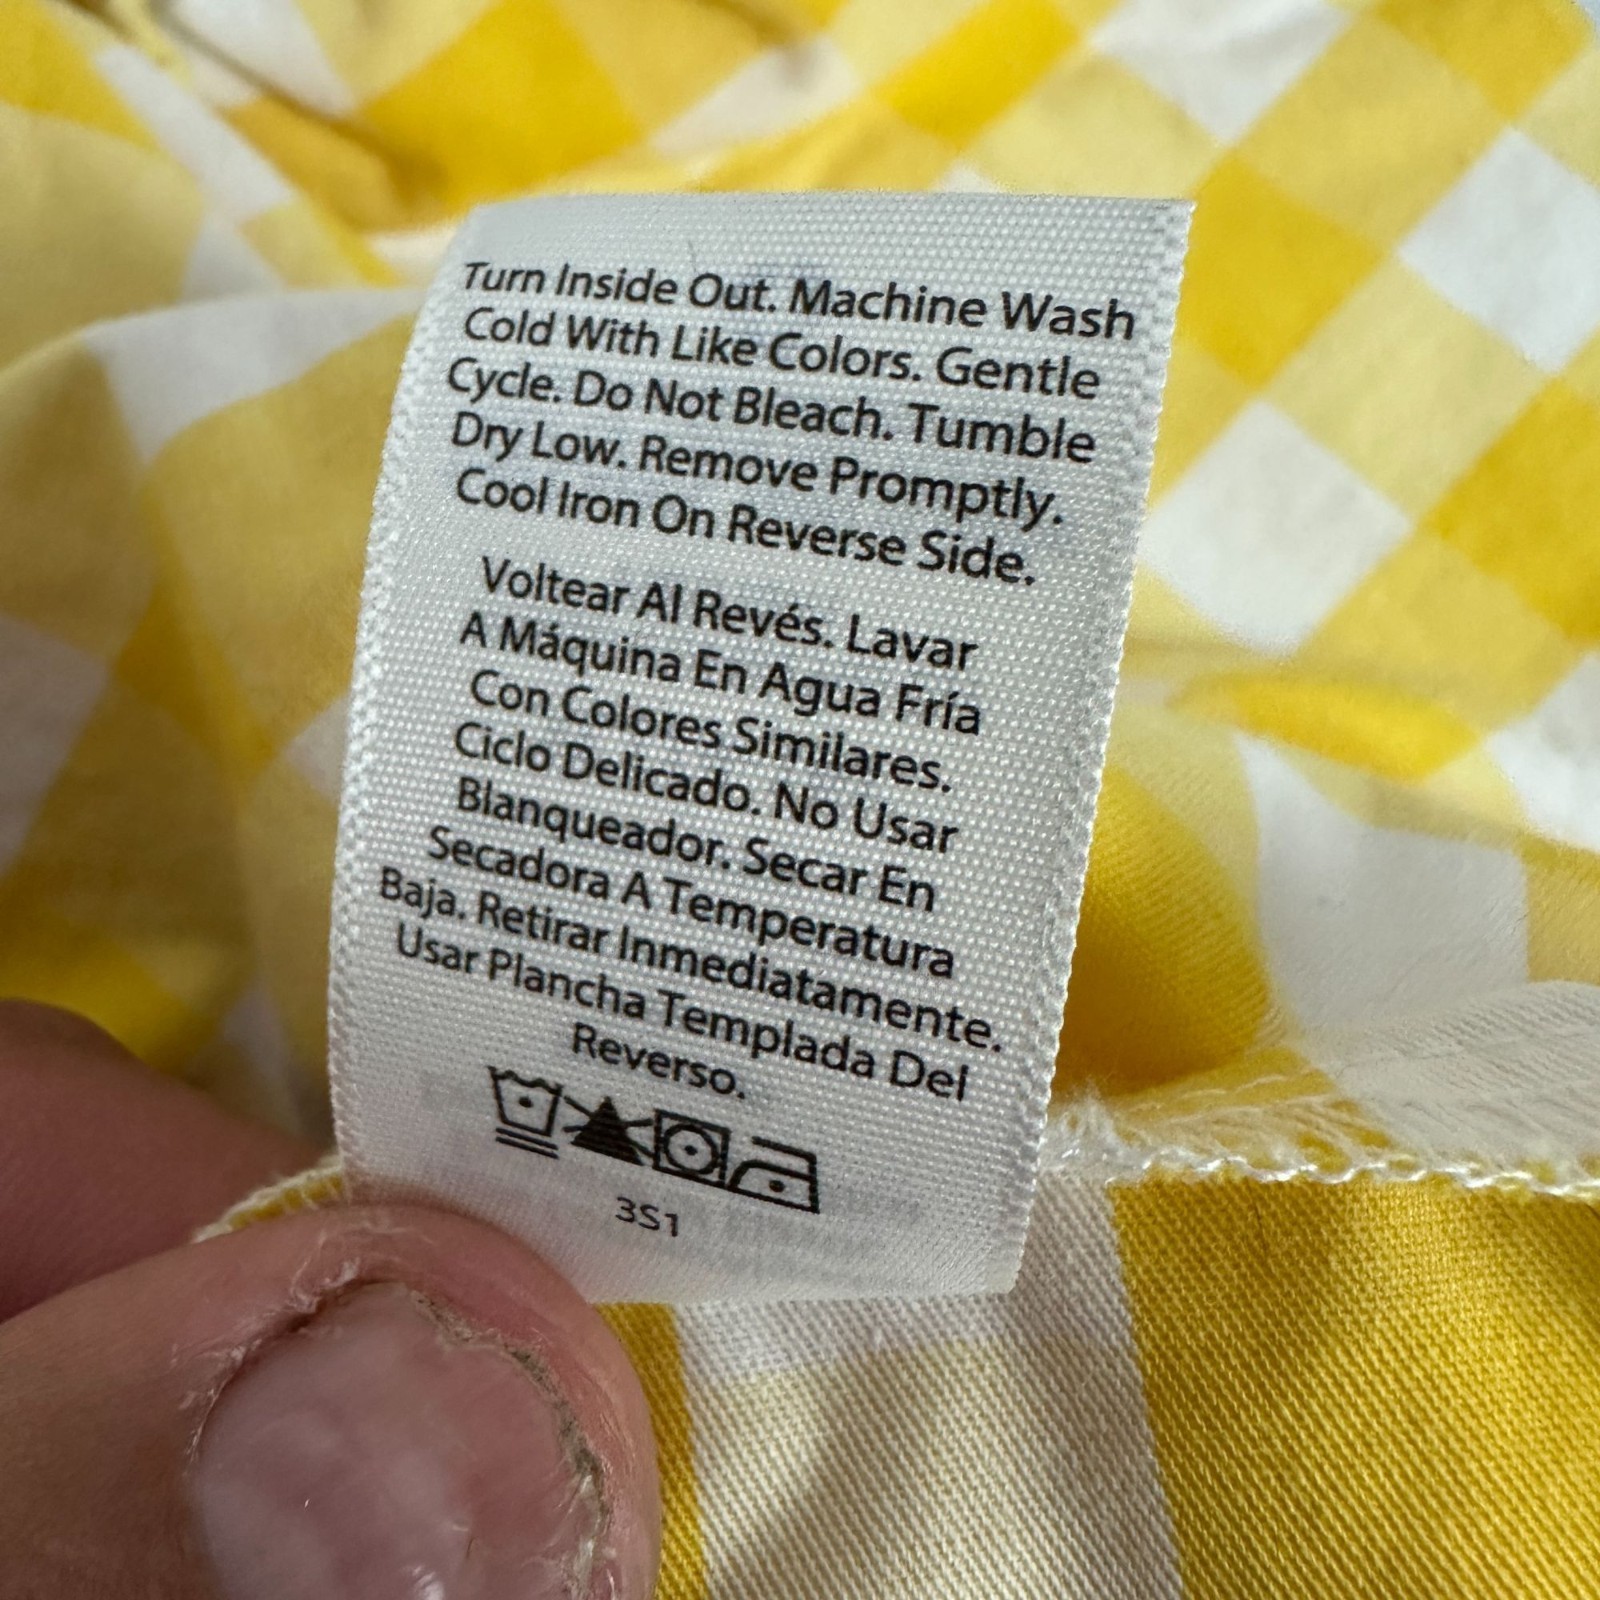 Turn Inside Out. Machine Wash
Cold With Like Colors. Gentle
Cycle. Do Not Bleach. Tumble
Dry Low. Remove Promptly.
Cool Iron On Reverse Side.
Voltear Al Revés. Lavar
A Máquina En Agua Fría
Con Colores Similares.
Ciclo Delicado. No Usar
Blanqueador. Secar En
Secadora A Temperatura
Baja. Retirar Inmediatamente.
Usar Plancha Templada Del
Reverso.
3S1